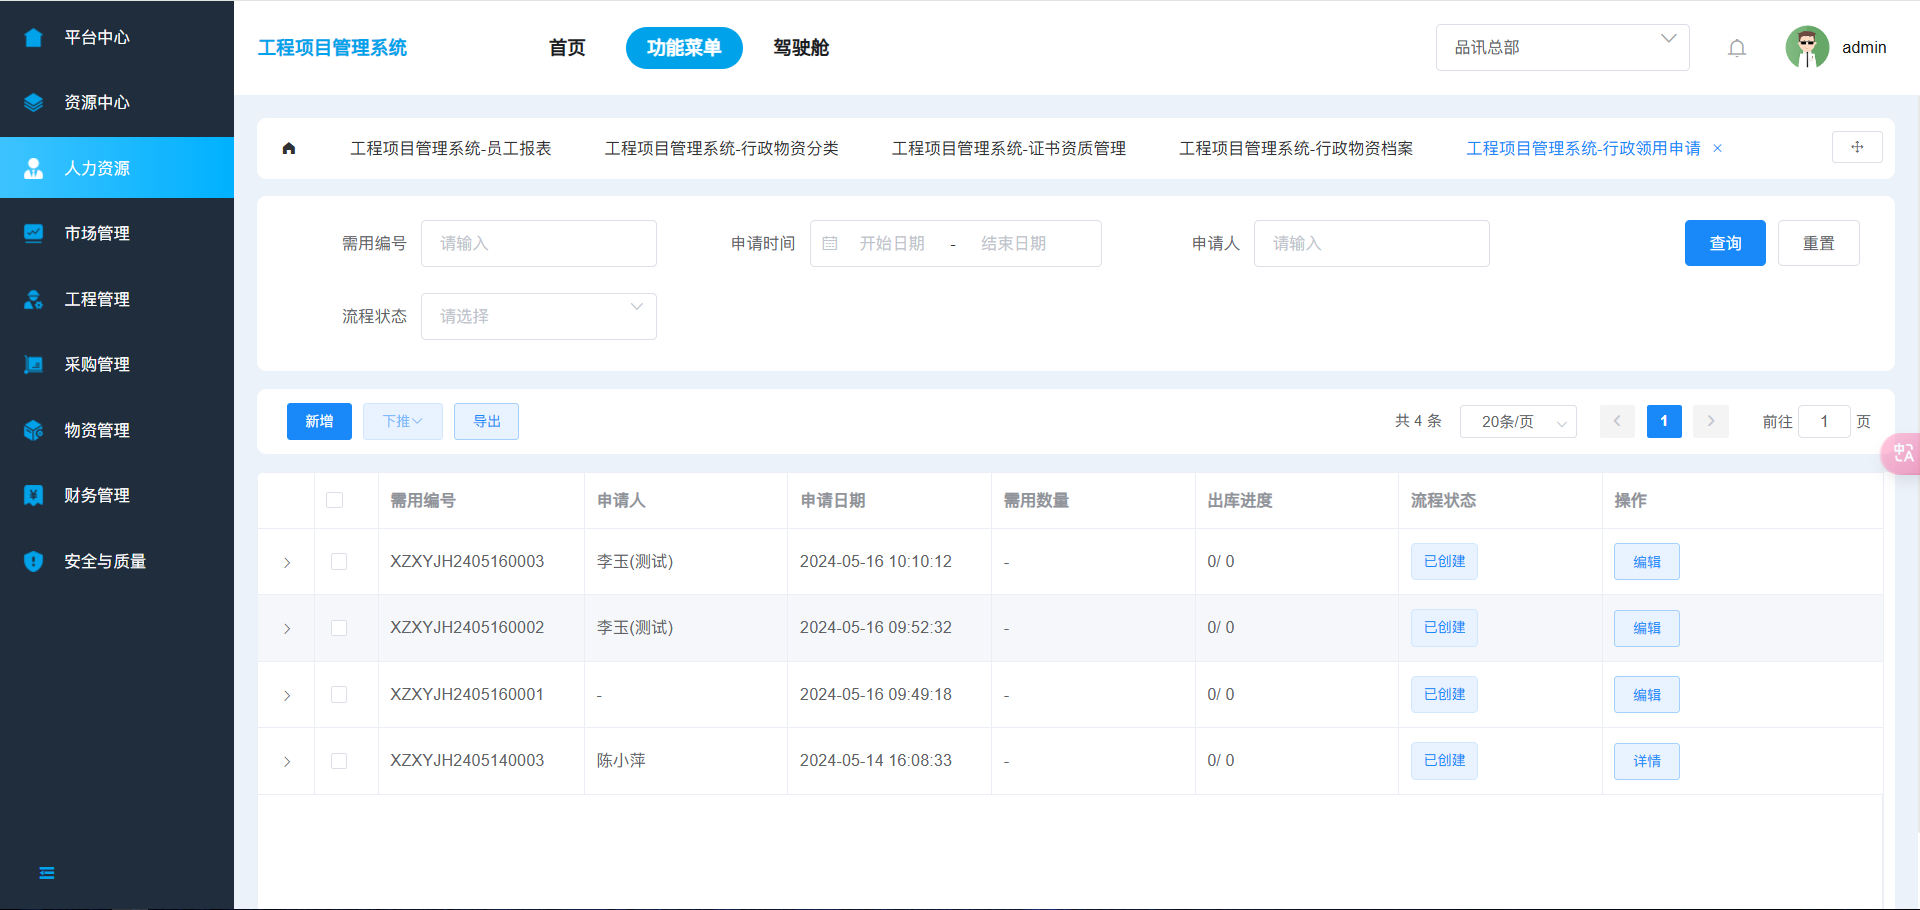 平台中心
资源中心
人力资源
市场管理
工程管理
采购管理
物资管理
财务管理
安全与质量
工程项目管理系统 首页 功能菜单 驾驶舱 品讯总部 admin
工程项目管理系统-员工报表 工程项目管理系统-行政物资分类 工程项目管理系统-证书资质管理 工程项目管理系统-行政物资档案 工程项目管理系统-行政领用申请 ×
需用编号 请输入 申请时间 开始日期 - 结束日期 申请人 请输入 查询 重置
流程状态 请选择
新增 下推 导出 共 4 条 20条/页 1 前往 1 页
需用编号 申请人 申请日期 需用数量 出库进度 流程状态 操作
XZXYJH2405160003 李玉(测试) 2024-05-16 10:10:12 - 0/ 0 已创建 编辑
XZXYJH2405160002 李玉(测试) 2024-05-16 09:52:32 - 0/ 0 已创建 编辑
XZXYJH2405160001 - 2024-05-16 09:49:18 - 0/ 0 已创建 编辑
XZXYJH2405140003 陈小萍 2024-05-14 16:08:33 - 0/ 0 已创建 详情
中A